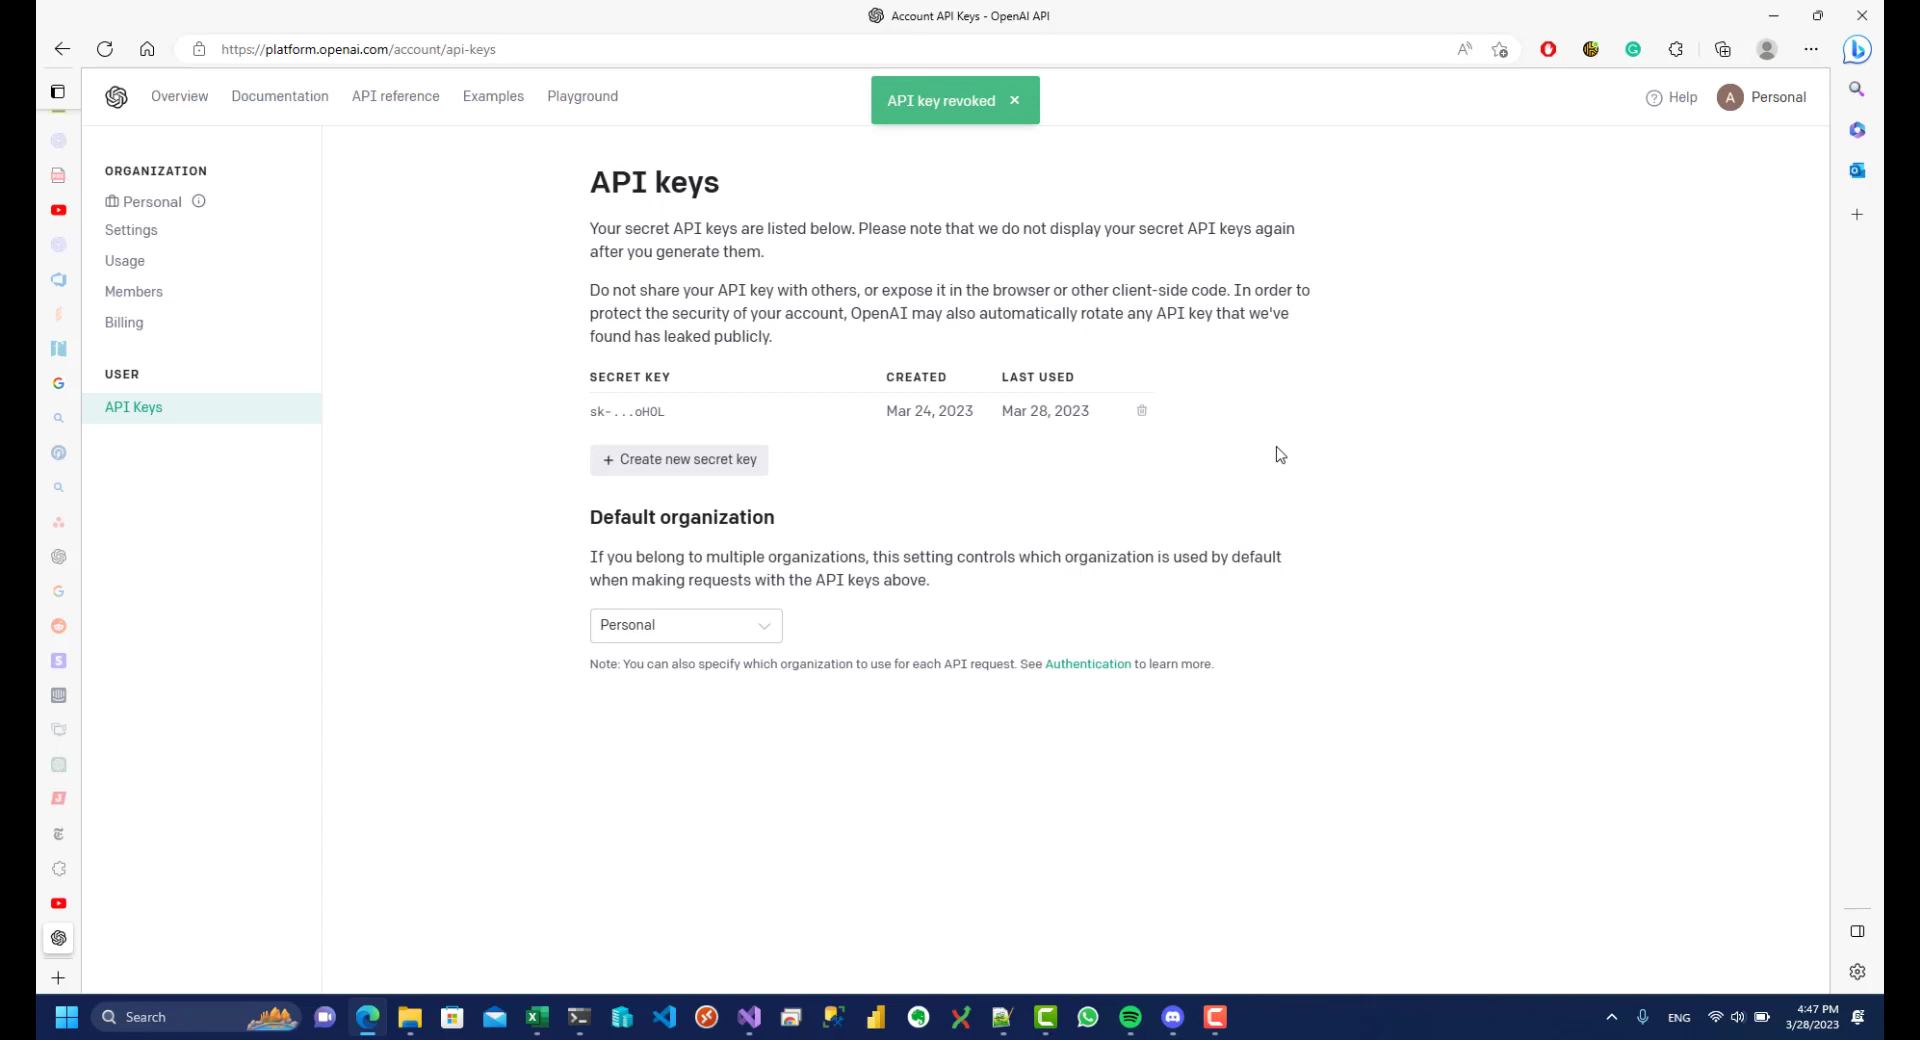 Account API Keys - OpenAI API
https://platform.openai.com/account/api-keys
Overview
Documentation
API reference
Examples
Playground
API key revoked
Help
A
Personal
ORGANIZATION
Personal
Settings
Usage
Members
Billing
USER
API Keys
API keys
Your secret API keys are listed below. Please note that we do not display your secret API keys again
after you generate them.
Do not share your API key with others, or expose it in the browser or other client-side code. In order to
protect the security of your account, OpenAI may also automatically rotate any API key that we've
found has leaked publicly.
SECRET KEY CREATED LAST USED
sk-...oHOL Mar 24, 2023 Mar 28, 2023
+ Create new secret key
Default organization
If you belong to multiple organizations, this setting controls which organization is used by default
when making requests with the API keys above.
Personal
Note: You can also specify which organization to use for each API request. See Authentication to learn more.
Search
ENG
4:47 PM
3/28/2023